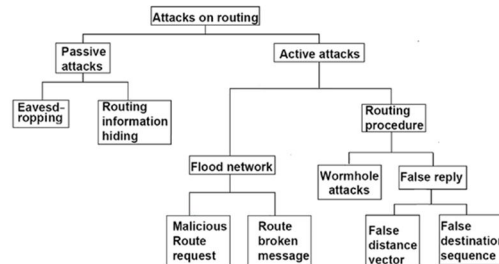 Attacks on routing
Passive
attacks
Active attacks
Eavesd-
ropping
Routing
information
hiding
Routing
procedure
Flood network
Wormhole
attacks
False reply
Malicious
Route
request
Route
broken
message
False
distance
vector
False
destination
sequence